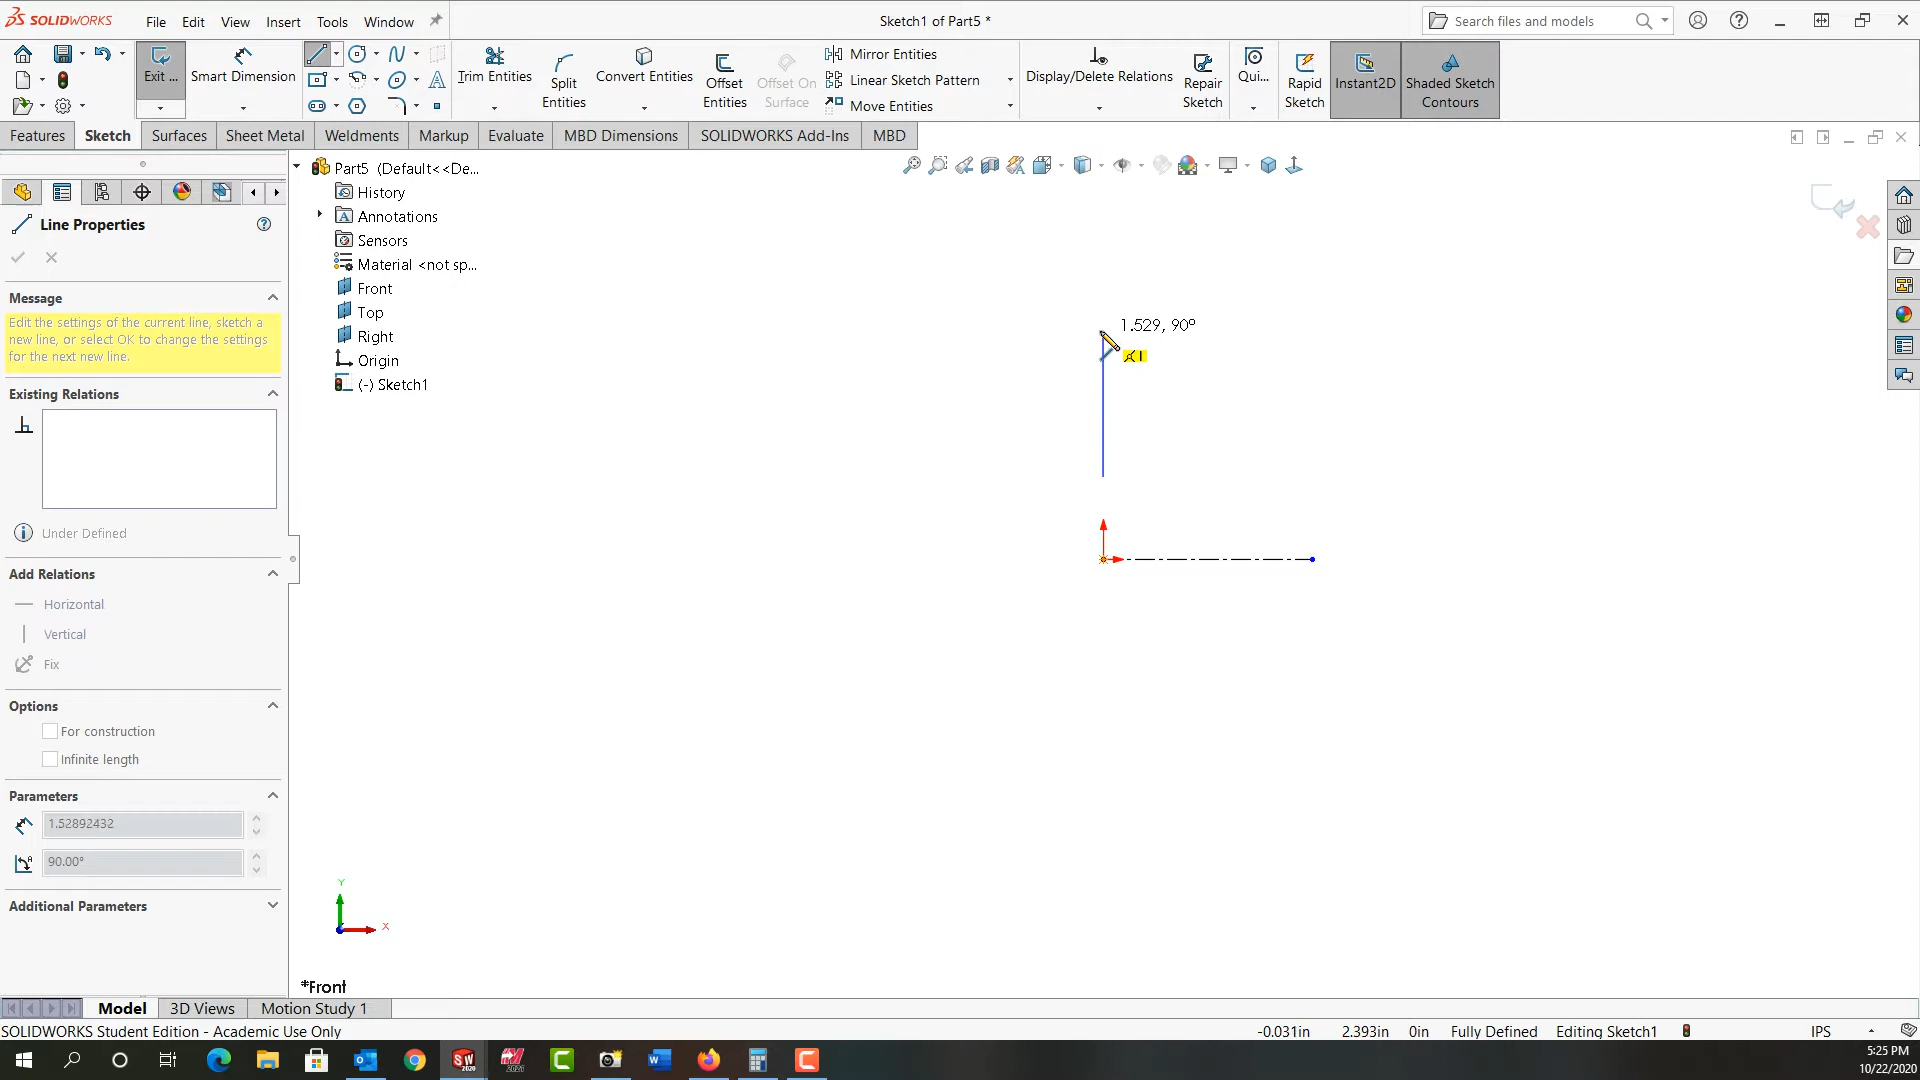 SOLIDWORKS File Edit View Insert Tools Window Sketch1 of Part5 * Search files and models
Exit ... Smart Dimension Trim Entities Split Entities Convert Entities Offset Entities Offset On Surface Mirror Entities Linear Sketch Pattern Move Entities Display/Delete Relations Repair Sketch Qui... Rapid Sketch Instant2D Shaded Sketch Contours
Features Sketch Surfaces Sheet Metal Weldments Markup Evaluate MBD Dimensions SOLIDWORKS Add-Ins MBD
Part5 (Default<<De...
History
Annotations
Sensors
Material <not sp...
Front
Top
Right
Origin
(-) Sketch1
Line Properties
Message
Edit the settings of the current line, sketch a
new line, or select OK to change the settings
for the next new line.
Existing Relations
Under Defined
Add Relations
Horizontal
Vertical
Fix
Options
For construction
Infinite length
Parameters
1.52892432
90.00°
Additional Parameters
1.529, 90°
Y
X
*Front
Model 3D Views Motion Study 1
SOLIDWORKS Student Edition - Academic Use Only -0.031in 2.393in 0in Fully Defined Editing Sketch1 IPS
5:25 PM
10/22/2020